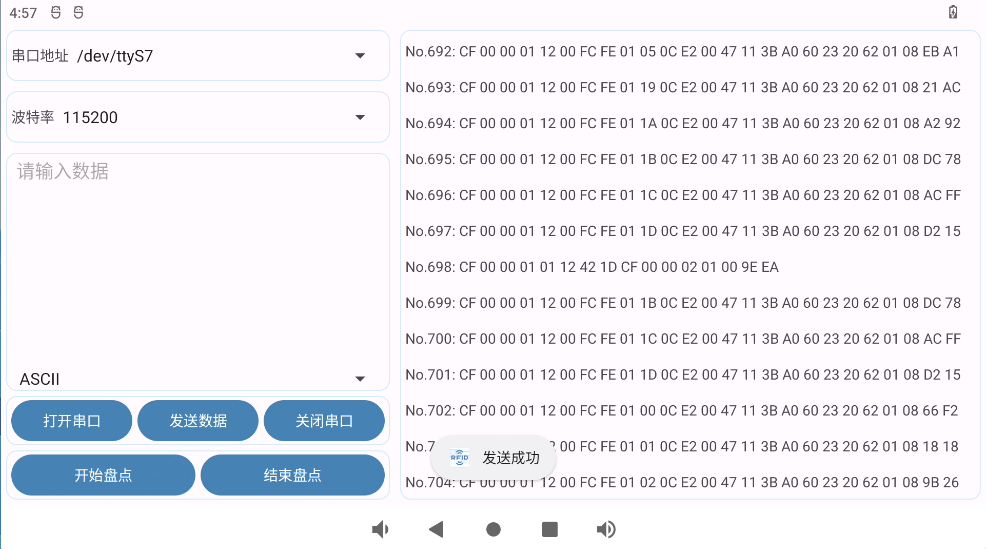 4:57
串口地址 /dev/ttyS7
波特率 115200
请输入数据
ASCII
打开串口 发送数据 关闭串口
开始盘点 结束盘点
No.692: CF 00 00 01 12 00 FC FE 01 05 0C E2 00 47 11 3B A0 60 23 20 62 01 08 EB A1
No.693: CF 00 00 01 12 00 FC FE 01 19 0C E2 00 47 11 3B A0 60 23 20 62 01 08 21 AC
No.694: CF 00 00 01 12 00 FC FE 01 1A 0C E2 00 47 11 3B A0 60 23 20 62 01 08 A2 92
No.695: CF 00 00 01 12 00 FC FE 01 1B 0C E2 00 47 11 3B A0 60 23 20 62 01 08 DC 78
No.696: CF 00 00 01 12 00 FC FE 01 1C 0C E2 00 47 11 3B A0 60 23 20 62 01 08 AC FF
No.697: CF 00 00 01 12 00 FC FE 01 1D 0C E2 00 47 11 3B A0 60 23 20 62 01 08 D2 15
No.698: CF 00 00 01 01 12 42 1D CF 00 00 02 01 00 9E EA
No.699: CF 00 00 01 12 00 FC FE 01 1B 0C E2 00 47 11 3B A0 60 23 20 62 01 08 DC 78
No.700: CF 00 00 01 12 00 FC FE 01 1C 0C E2 00 47 11 3B A0 60 23 20 62 01 08 AC FF
No.701: CF 00 00 01 12 00 FC FE 01 1D 0C E2 00 47 11 3B A0 60 23 20 62 01 08 D2 15
No.702: CF 00 00 01 12 00 FC FE 01 00 0C E2 00 47 11 3B A0 60 23 20 62 01 08 66 F2
00 FC FE 01 01 0C E2 00 47 11 3B A0 60 23 20 62 01 08 18 18
RFID 发送成功
No.704: CF 00 00 01 12 00 FC FE 01 02 0C E2 00 47 11 3B A0 60 23 20 62 01 08 9B 26